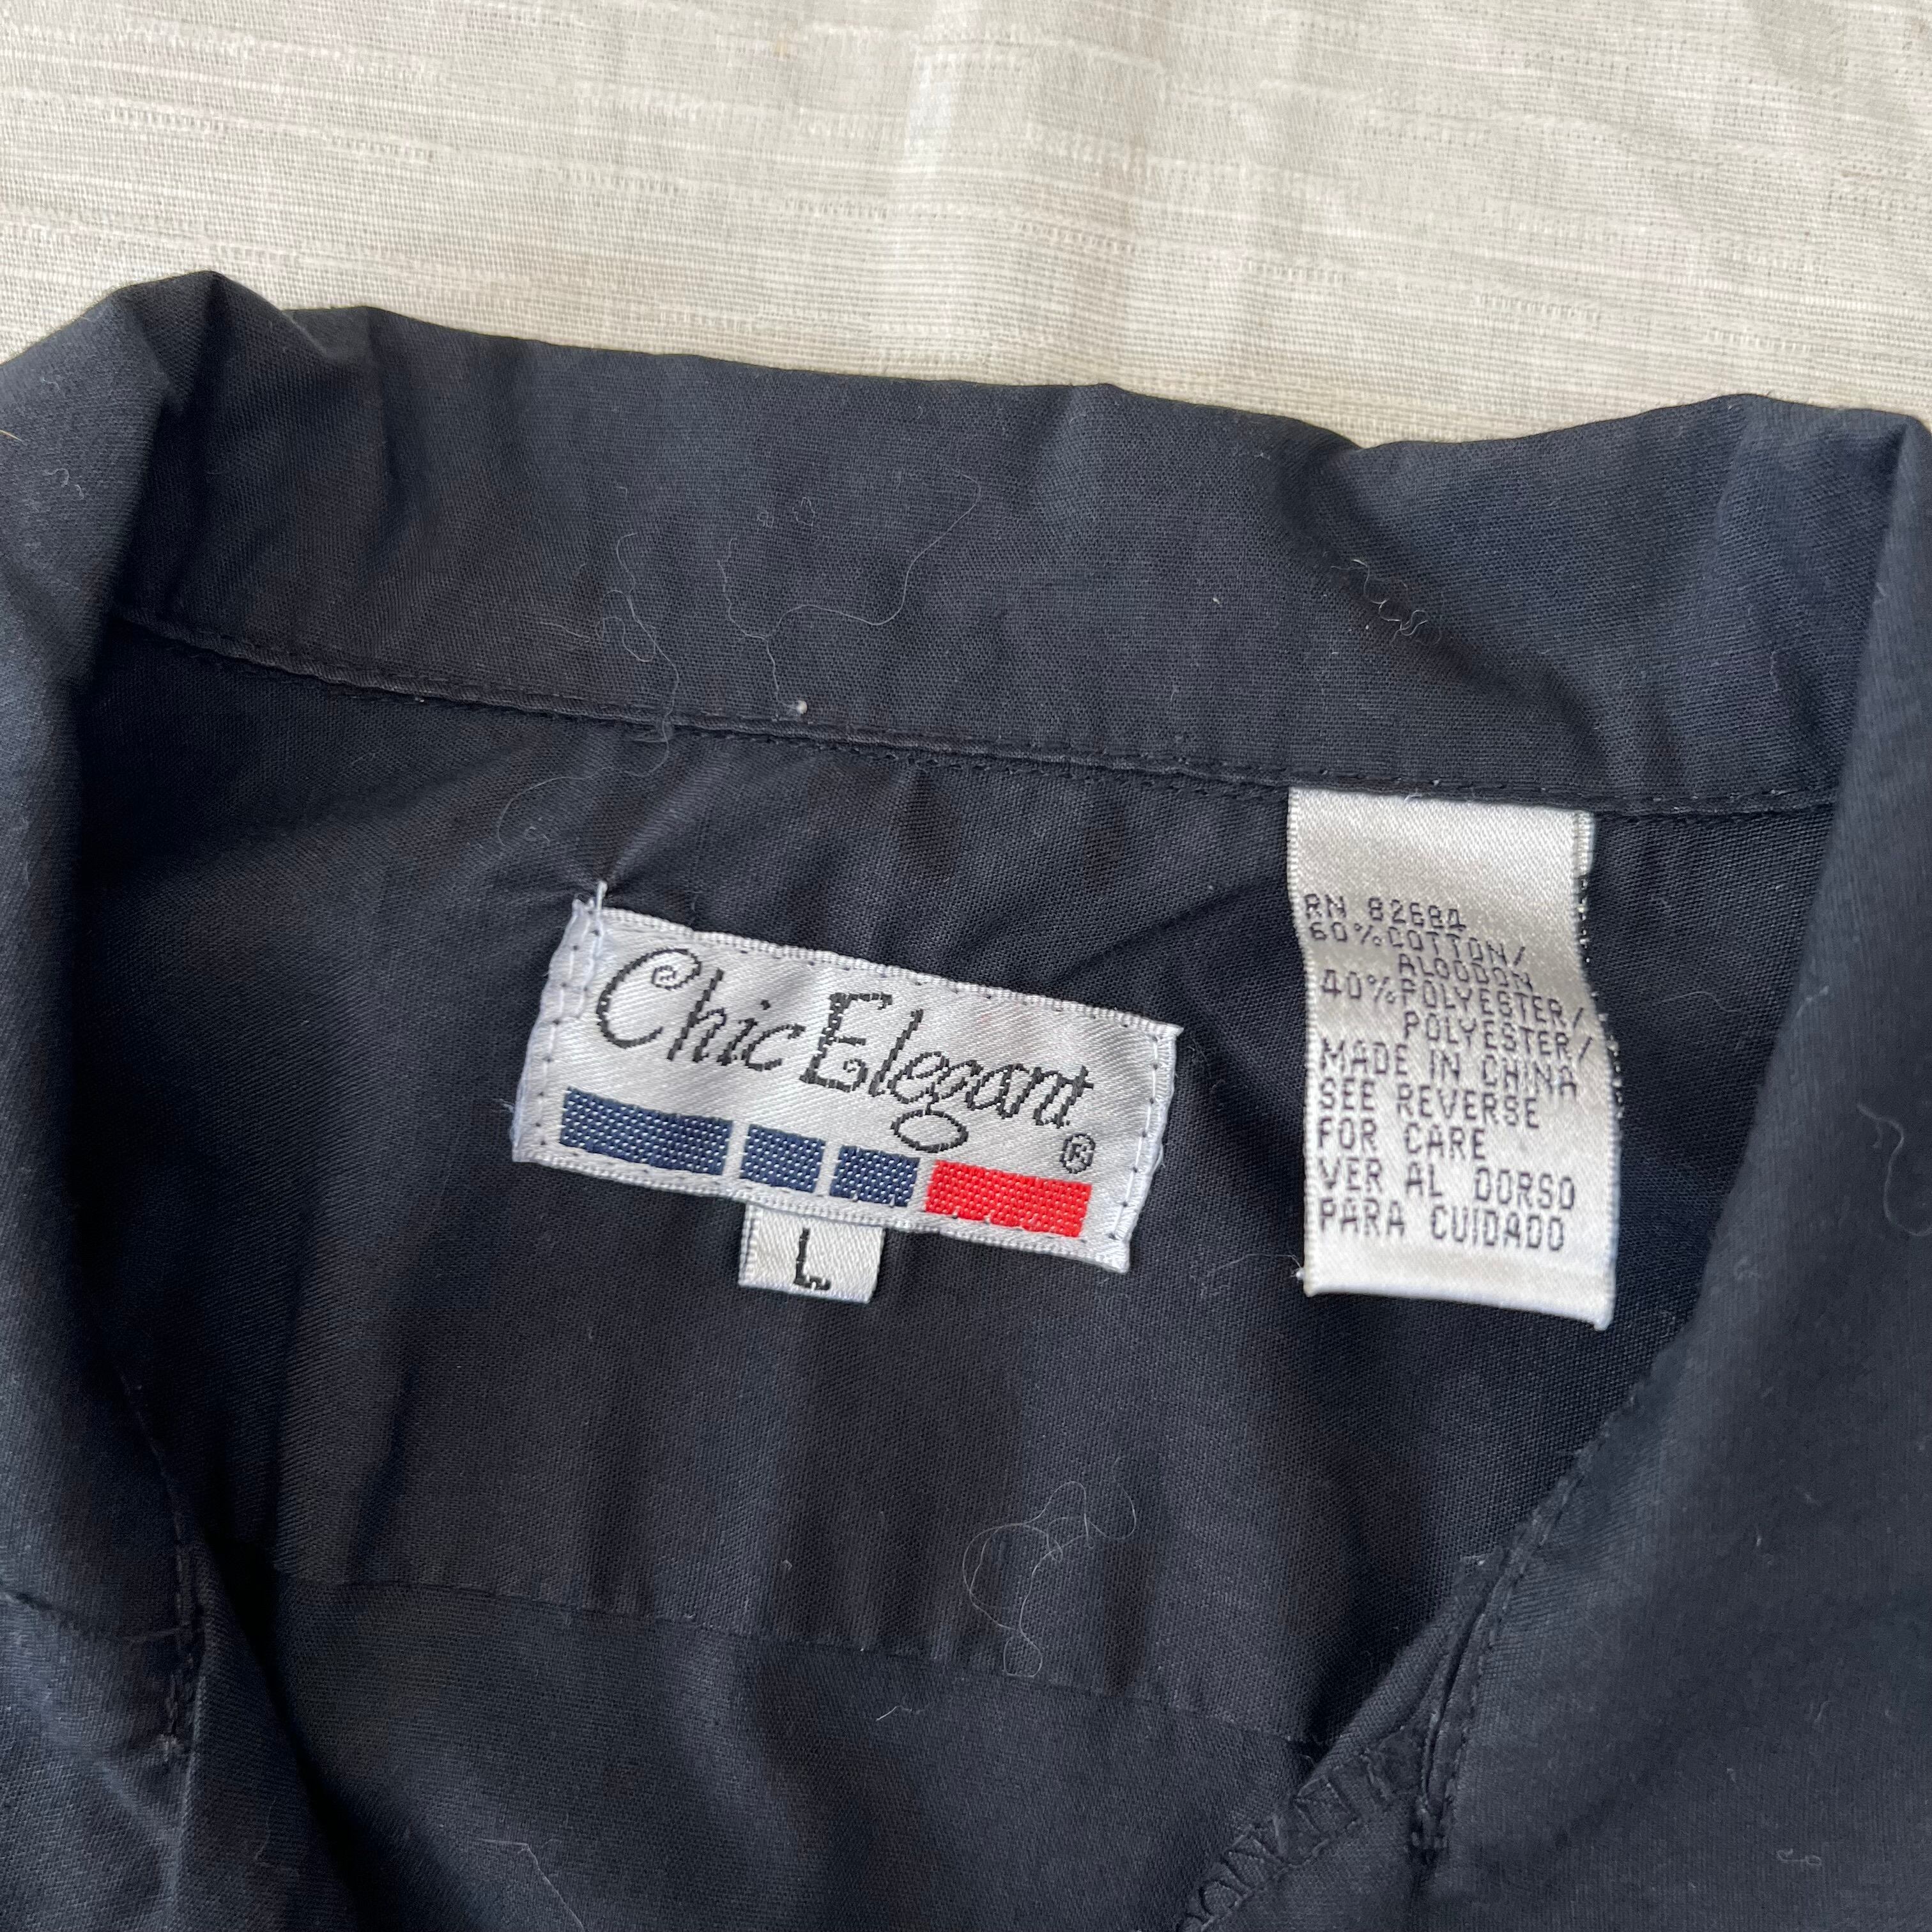 Chic Elegant ®
L
RN 82684
60%COTTON/
ALGODON
40%POLYESTER/
POLYESTER/
MADE IN CHINA
SEE REVERSE
FOR CARE
VER AL DORSO
PARA CUIDADO